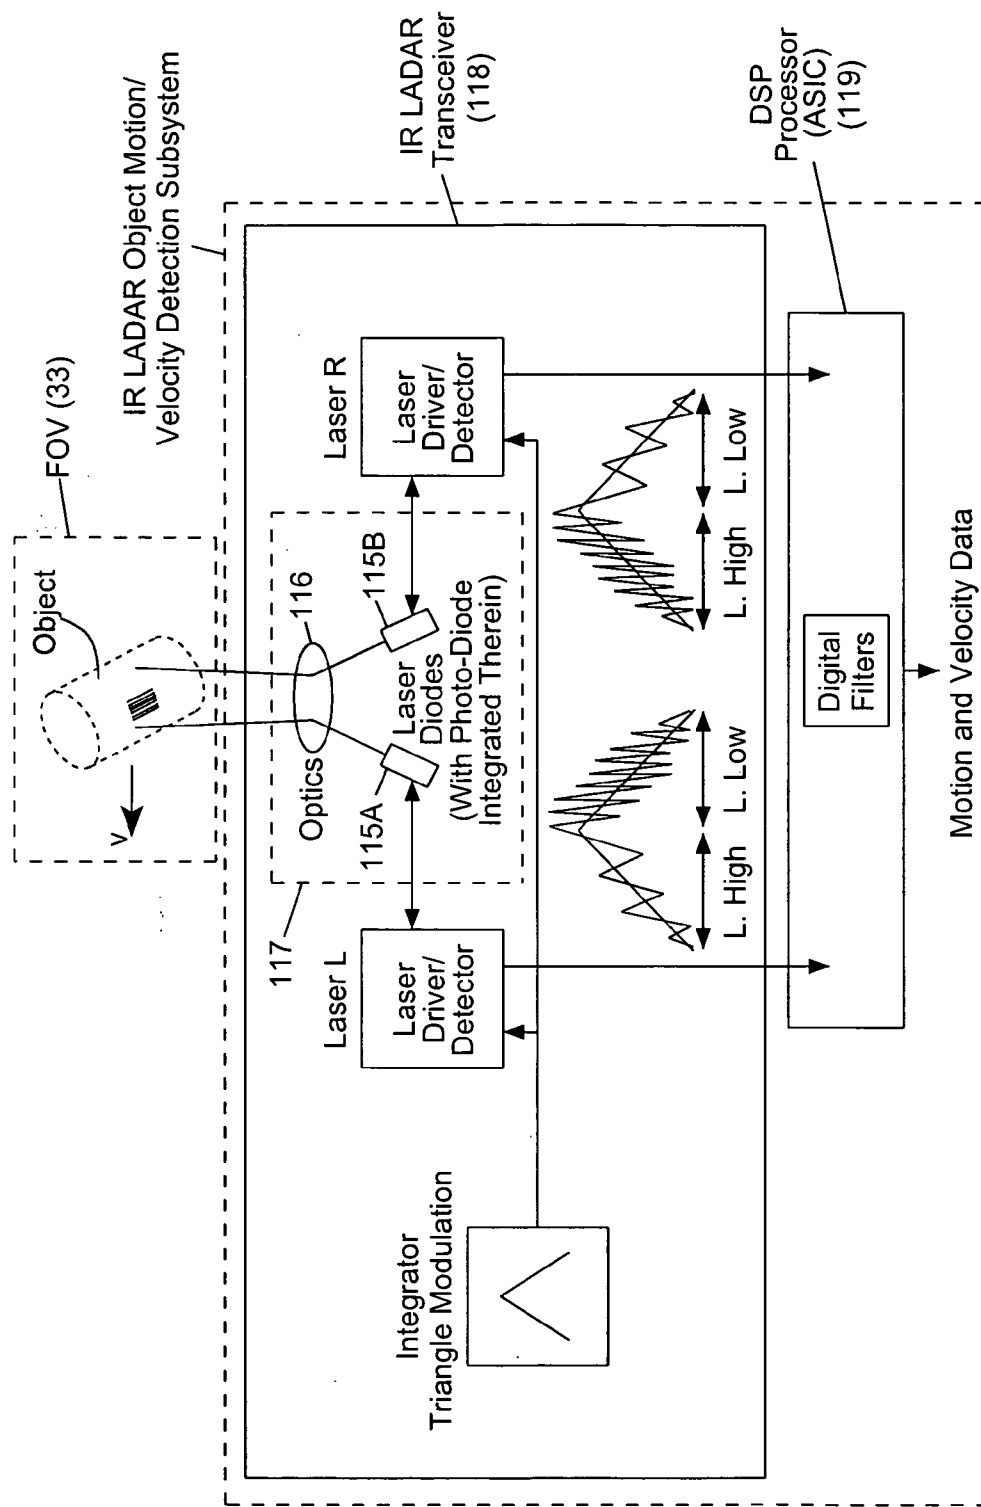 IR LADAR Object Motion/
Velocity Detection Subsystem
FOV (33)
Object
v
IR LADAR
Transceiver
(118)
117
Optics
116
115A
115B
Laser
Diodes
(With Photo-Diode
Integrated Therein)
Laser L
Laser
Driver/
Detector
Laser R
Laser
Driver/
Detector
Integrator
Triangle Modulation
L. High
L. Low
L. High
L. Low
DSP
Processor
(ASIC)
(119)
Digital
Filters
Motion and Velocity Data